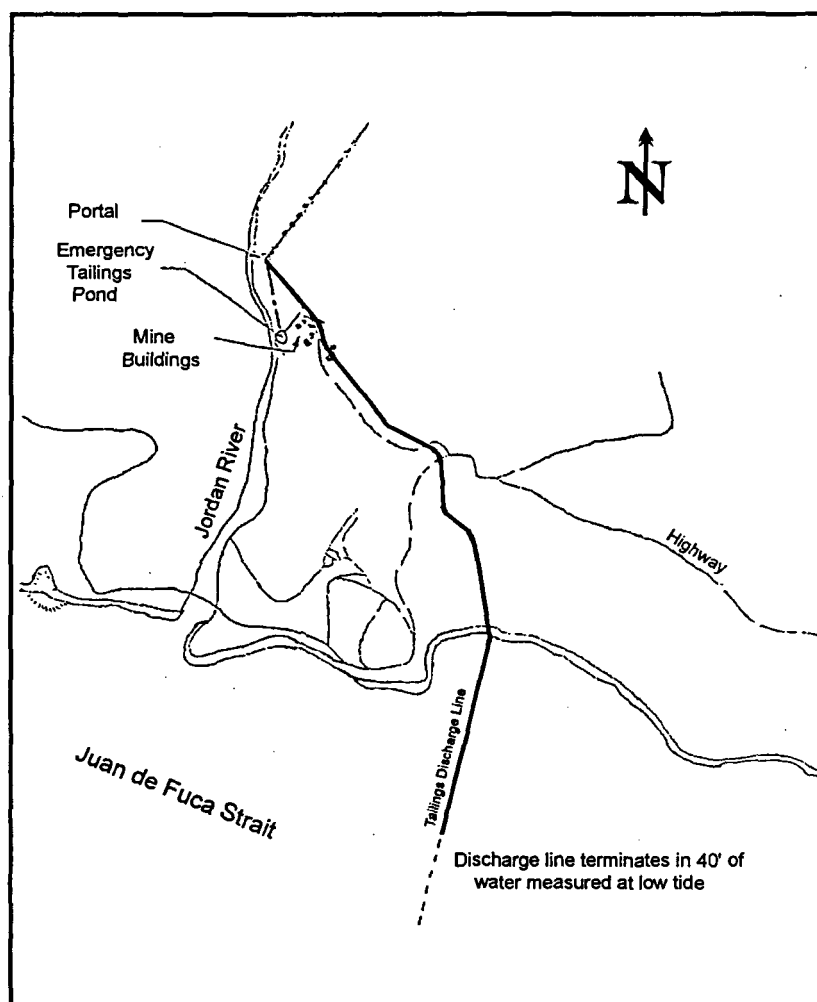 N
Portal
Emergency
Tailings
Pond
Mine
Buildings
Jordan River
Highway
Tailings Discharge Line
Juan de Fuca Strait
Discharge line terminates in 40' of
water measured at low tide